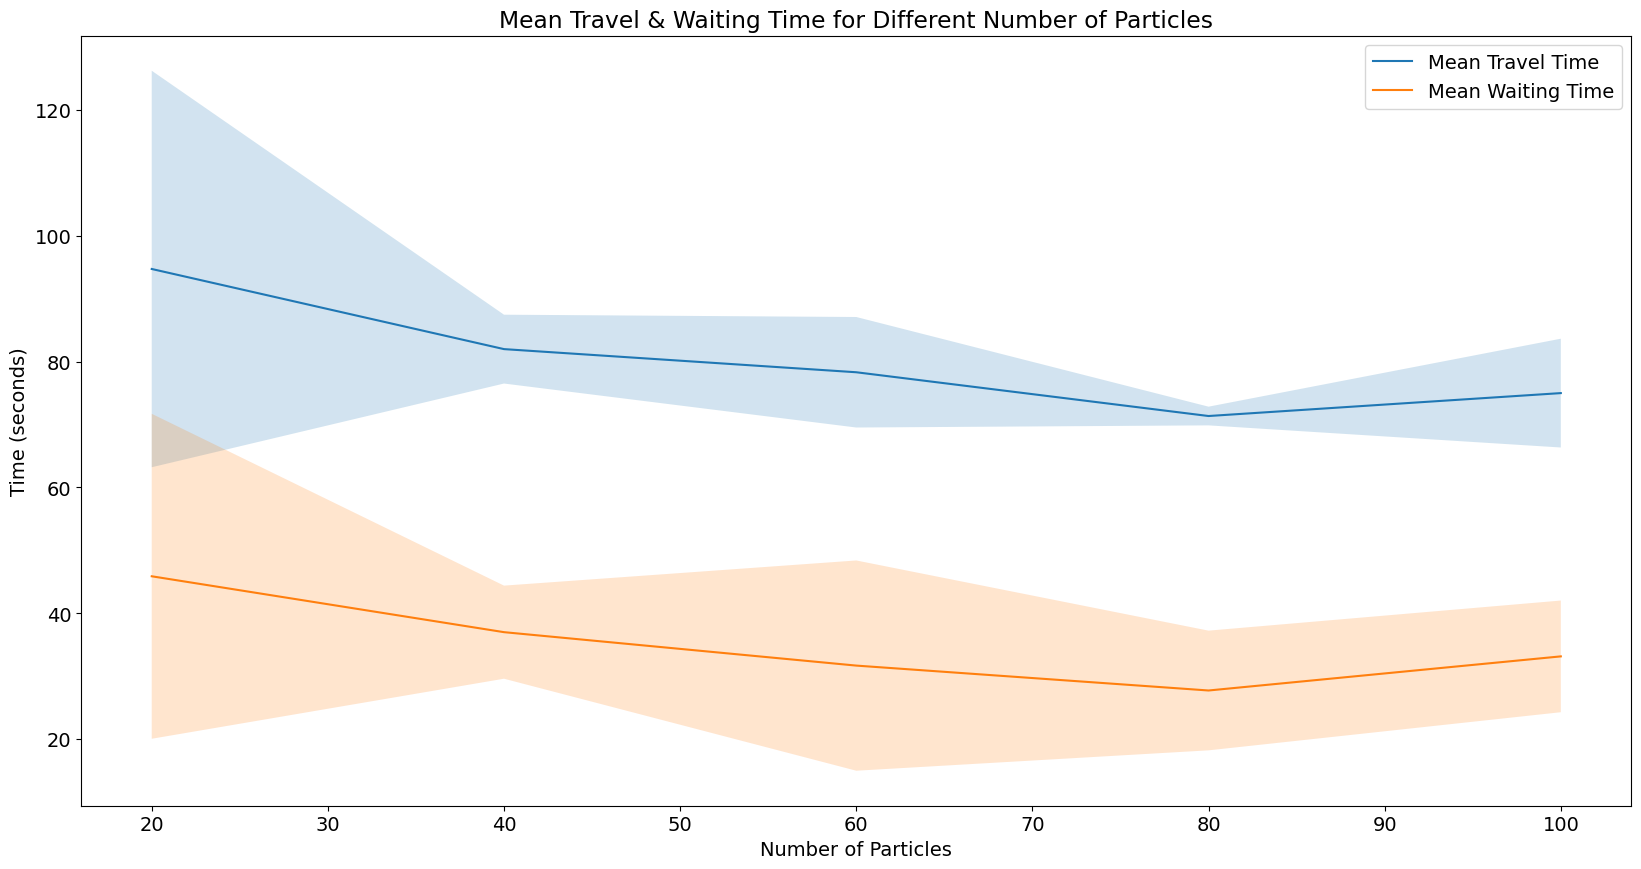 Mean Travel & Waiting Time for Different Number of Particles
Mean Travel Time
Mean Waiting Time
Time (seconds)
120
100
80
60
40
20
20 30 40 50 60 70 80 90 100
Number of Particles